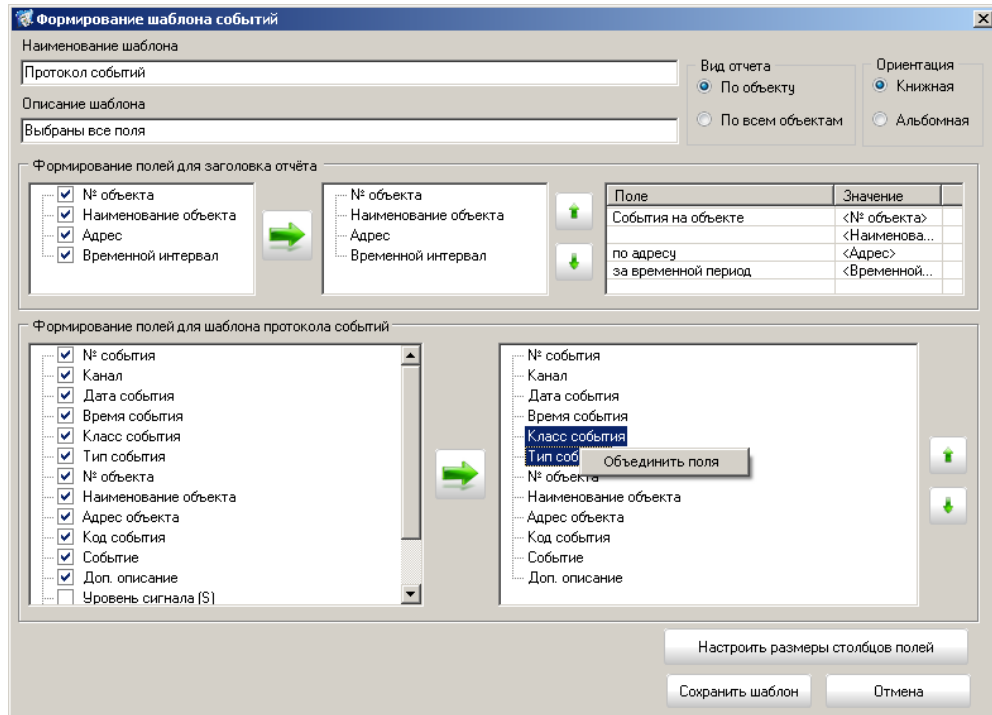 Формирование шаблона событий
Наименование шаблона
Протокол событий
Описание шаблона
Выбраны все поля
Вид отчета
По объекту
По всем объектам
Ориентация
Книжная
Альбомная
Формирование полей для заголовка отчёта
№ объекта
Наименование объекта
Адрес
Временной интервал
№ объекта
Наименование объекта
Адрес
Временной интервал
Поле Значение
События на объекте <№ объекта>
<Наименова...
по адресу <Адрес>
за временной период <Временной...
Формирование полей для шаблона протокола событий
№ события
Канал
Дата события
Время события
Класс события
Тип события
№ объекта
Наименование объекта
Адрес объекта
Код события
Событие
Доп. описание
Уровень сигнала (S)
№ события
Канал
Дата события
Время события
Класс события
Тип соб
Объединить поля
№ объекта
Наименование объекта
Адрес объекта
Код события
Событие
Доп. описание
Настроить размеры столбцов полей
Сохранить шаблон
Отмена